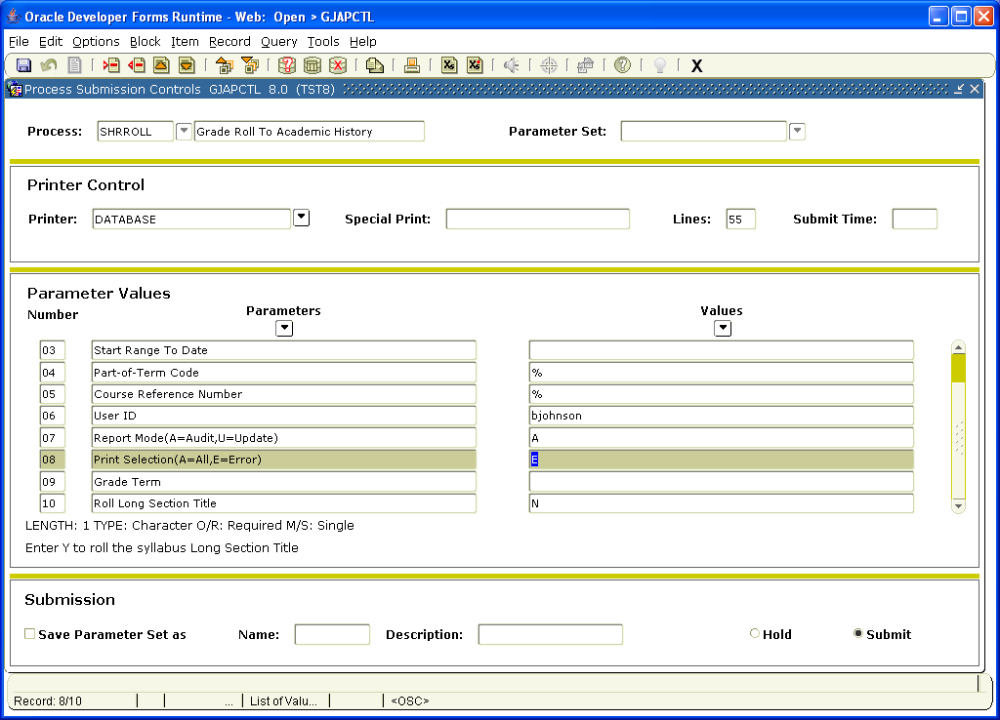 Oracle Developer Forms Runtime - Web: Open > GJAPCTL
File Edit Options Block Item Record Query Tools Help
X
Process Submission Controls GJAPCTL 8.0 (TST8)
Process: SHRROLL Grade Roll To Academic History Parameter Set:
Printer Control
Printer: DATABASE Special Print: Lines: 55 Submit Time:
Parameter Values
Number Parameters Values
03 Start Range To Date
04 Part-of-Term Code %
05 Course Reference Number %
06 User ID bjohnson
07 Report Mode(A=Audit,U=Update) A
08 Print Selection(A=All,E=Error) E
09 Grade Term
10 Roll Long Section Title N
LENGTH: 1 TYPE: Character O/R: Required M/S: Single
Enter Y to roll the syllabus Long Section Title
Submission
Save Parameter Set as Name: Description: Hold Submit
Record: 8/10 ... List of Valu... <OSC>